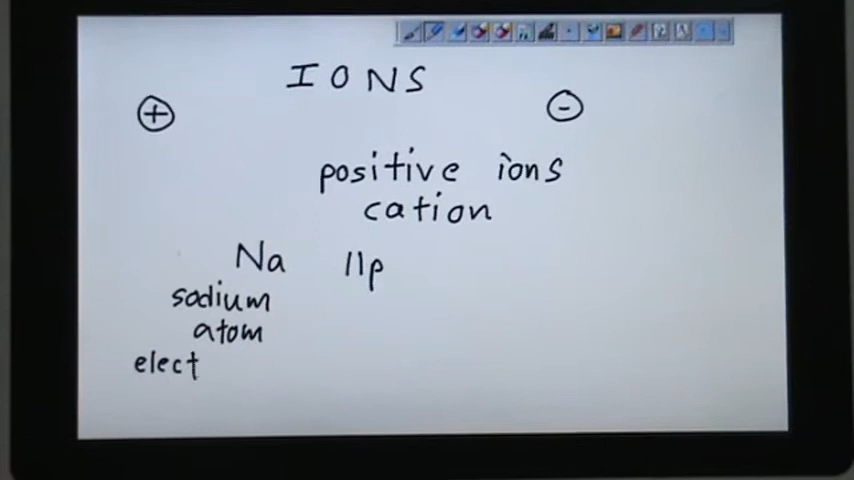 IONS
+
-
positive ions
cation
Na 11p
sodium
atom
elect